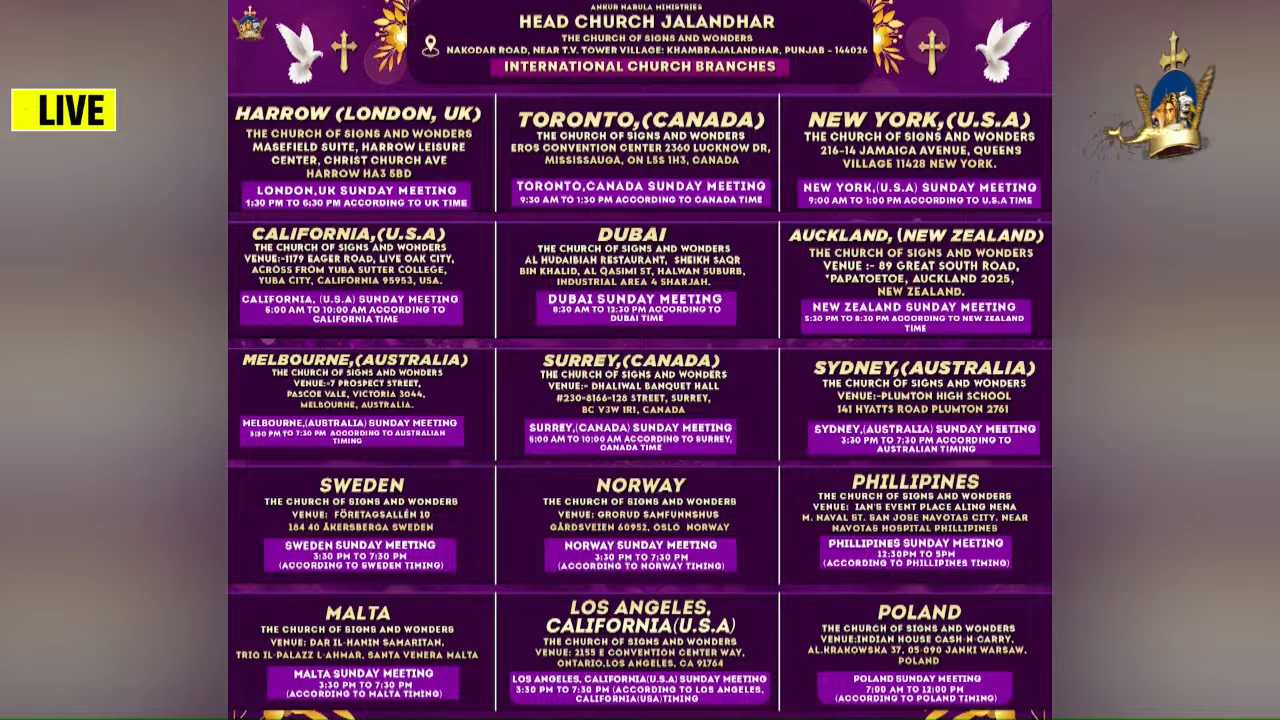 ANKUR NARULA MINISTRIES
HEAD CHURCH JALANDHAR
THE CHURCH OF SIGNS AND WONDERS
NAKODAR ROAD, NEAR T.V. TOWER VILLAGE: KHAMBRAJALANDHAR, PUNJAB - 144026
INTERNATIONAL CHURCH BRANCHES
LIVE
HARROW (LONDON, UK)
THE CHURCH OF SIGNS AND WONDERS
MASEFIELD SUITE, HARROW LEISURE
CENTER, CHRIST CHURCH AVE
HARROW HA3 5BD
LONDON,UK SUNDAY MEETING
1:30 PM TO 6:30 PM ACCORDING TO UK TIME
TORONTO,(CANADA)
THE CHURCH OF SIGNS AND WONDERS
EROS CONVENTION CENTER 2360 LUCKNOW DR,
MISSISSAUGA, ON L5S 1H3, CANADA
TORONTO,CANADA SUNDAY MEETING
9:30 AM TO 1:30 PM ACCORDING TO CANADA TIME
NEW YORK,(U.S.A)
THE CHURCH OF SIGNS AND WONDERS
216-14 JAMAICA AVENUE, QUEENS
VILLAGE 11428 NEW YORK.
NEW YORK,(U.S.A) SUNDAY MEETING
9:00 AM TO 1:00 PM ACCORDING TO U.S.A TIME
CALIFORNIA,(U.S.A)
THE CHURCH OF SIGNS AND WONDERS
VENUE:-1179 EAGER ROAD, LIVE OAK CITY,
ACROSS FROM YUBA SUTTER COLLEGE,
YUBA CITY, CALIFORNIA 95953, USA.
CALIFORNIA, (U.S.A) SUNDAY MEETING
5:00 AM TO 10:00 AM ACCORDING TO
CALIFORNIA TIME
DUBAI
THE CHURCH OF SIGNS AND WONDERS
AL HUDAIBIAH RESTAURANT, SHEIKH SAQR
BIN KHALID, AL QASIMI ST, HALWAN SUBURB,
INDUSTRIAL AREA 4 SHARJAH.
DUBAI SUNDAY MEETING
8:30 AM TO 12:30 PM ACCORDING TO
DUBAI TIME
AUCKLAND, (NEW ZEALAND)
THE CHURCH OF SIGNS AND WONDERS
VENUE :- 89 GREAT SOUTH ROAD,
'PAPATOETOE, AUCKLAND 2025,
NEW ZEALAND.
NEW ZEALAND SUNDAY MEETING
5:30 PM TO 8:30 PM ACCORDING TO NEW ZEALAND
TIME
MELBOURNE,(AUSTRALIA)
THE CHURCH OF SIGNS AND WONDERS
VENUE:-7 PROSPECT STREET,
PASCOE VALE, VICTORIA 3044,
MELBOURNE, AUSTRALIA.
MELBOURNE,(AUSTRALIA) SUNDAY MEETING
3:30 PM TO 7:30 PM ACCORDING TO AUSTRALIAN
TIMING
SURREY,(CANADA)
THE CHURCH OF SIGNS AND WONDERS
VENUE:- DHALIWAL BANQUET HALL
#230-8166-128 STREET, SURREY,
BC V3W 1R1, CANADA
SURREY,(CANADA) SUNDAY MEETING
5:00 AM TO 10:00 AM ACCORDING TO SURREY,
CANADA TIME
SYDNEY,(AUSTRALIA)
THE CHURCH OF SIGNS AND WONDERS
VENUE:-PLUMTON HIGH SCHOOL
141 HYATTS ROAD PLUMTON 2761
SYDNEY,(AUSTRALIA) SUNDAY MEETING
3:30 PM TO 7:30 PM ACCORDING TO
AUSTRALIAN TIMING
SWEDEN
THE CHURCH OF SIGNS AND WONDERS
VENUE: FÖRETAGSALLÉN 10
184 40 ÅKERSBERGA SWEDEN
SWEDEN SUNDAY MEETING
3:30 PM TO 7:30 PM
(ACCORDING TO SWEDEN TIMING)
NORWAY
THE CHURCH OF SIGNS AND WONDERS
VENUE: GRORUD SAMFUNNSHUS
GÅRDSVEIEN 60952, OSLO NORWAY
NORWAY SUNDAY MEETING
3:30 PM TO 7:30 PM
(ACCORDING TO NORWAY TIMING)
PHILLIPINES
THE CHURCH OF SIGNS AND WONDERS
VENUE: IAN'S EVENT PLACE ALING NENA
M. NAVAL ST. SAN JOSE NAVOTAS CITY. NEAR
NAVOTAS HOSPITAL PHILLIPINES
PHILLIPINES SUNDAY MEETING
12:30PM TO 5PM
(ACCORDING TO PHILLIPINES TIMING)
MALTA
THE CHURCH OF SIGNS AND WONDERS
VENUE: DAR IL-HANIN SAMARITAN,
TRIQ IL-PALAZZ L-AHMAR, SANTA VENERA MALTA
MALTA SUNDAY MEETING
3:30 PM TO 7:30 PM
(ACCORDING TO MALTA TIMING)
LOS ANGELES,
CALIFORNIA(U.S.A)
THE CHURCH OF SIGNS AND WONDERS
VENUE: 2155 E CONVENTION CENTER WAY,
ONTARIO,LOS ANGELES, CA 91764
LOS ANGELES, CALIFORNIA(U.S.A) SUNDAY MEETING
3:30 PM TO 7:30 PM (ACCORDING TO LOS ANGELES,
CALIFORNIA(USA)TIMING
POLAND
THE CHURCH OF SIGNS AND WONDERS
VENUE:INDIAN HOUSE CASH-N-CARRY,
AL.KRAKOWSKA 37, 05-090 JANKI WARSAW,
POLAND
POLAND SUNDAY MEETING
7:00 AM TO 12:00 PM
(ACCORDING TO POLAND TIMING)